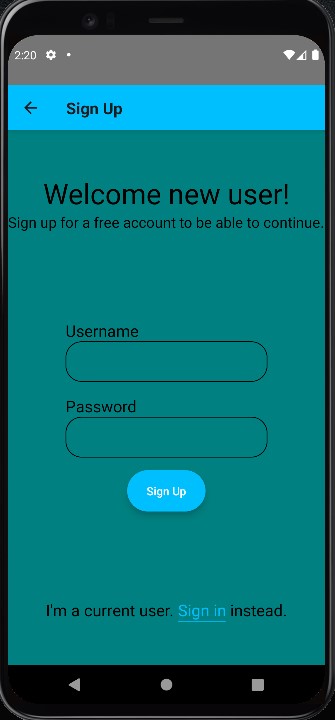 2:20
Sign Up
Welcome new user!
Sign up for a free account to be able to continue.
Username
Password
Sign Up
I'm a current user. Sign in instead.